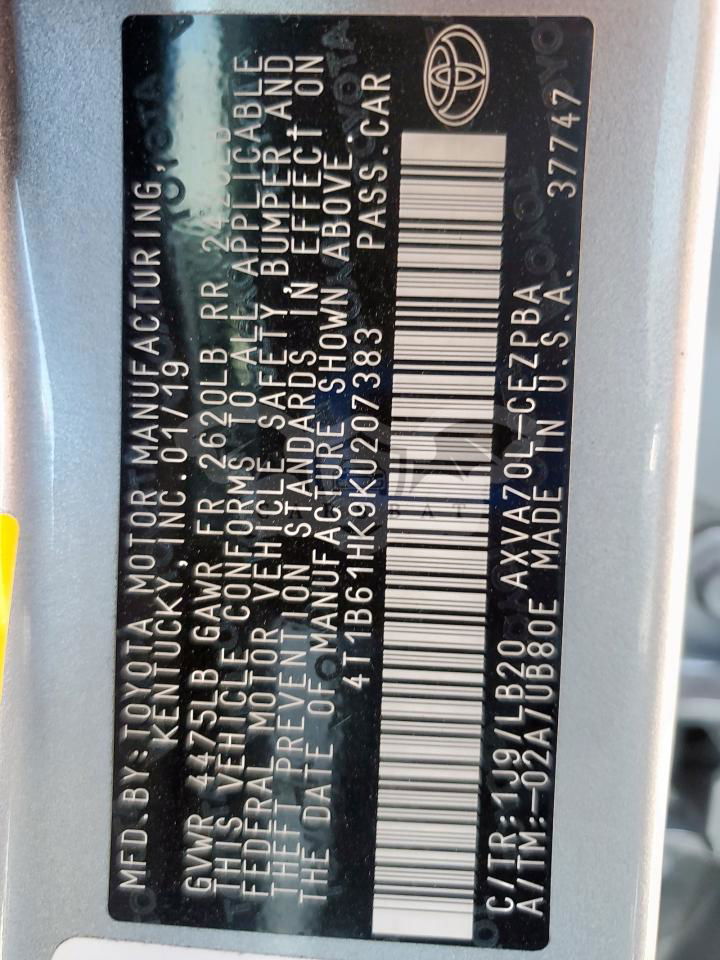 MFD.BY:TOYOTA MOTOR MANUFACTURING,
KENTUCKY,INC.01/19
GVWR 4475LB GAWR FR 2620LB RR 2420LB
THIS VEHICLE CONFORMS TO ALL APPLICABLE
FEDERAL MOTOR VEHICLE SAFETY,BUMPER AND
THEFT PREVENTION STANDARDS IN EFFECT ON
THE DATE OF MANUFACTURE SHOWN ABOVE.
4T1B61HK9KU207383 PASS.CAR
C/TR:1J9/LB20 AXVA70L-CEZPBA
A/TM:-02A/UB80E MADE IN U.S.A. 37747